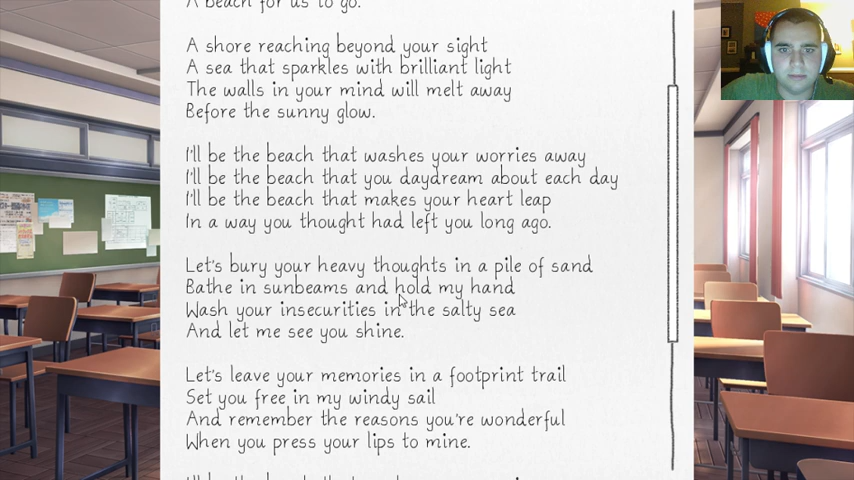 A beach for us to go.
A shore reaching beyond your sight
A sea that sparkles with brilliant light
The walls in your mind will melt away
Before the sunny glow.
I'll be the beach that washes your worries away
I'll be the beach that you daydream about each day
I'll be the beach that makes your heart leap
In a way you thought had left you long ago.
Let's bury your heavy thoughts in a pile of sand
Bathe in sunbeams and hold my hand
Wash your insecurities in the salty sea
And let me see you shine.
Let's leave your memories in a footprint trail
Set you free in my windy sail
And remember the reasons you're wonderful
When you press your lips to mine.